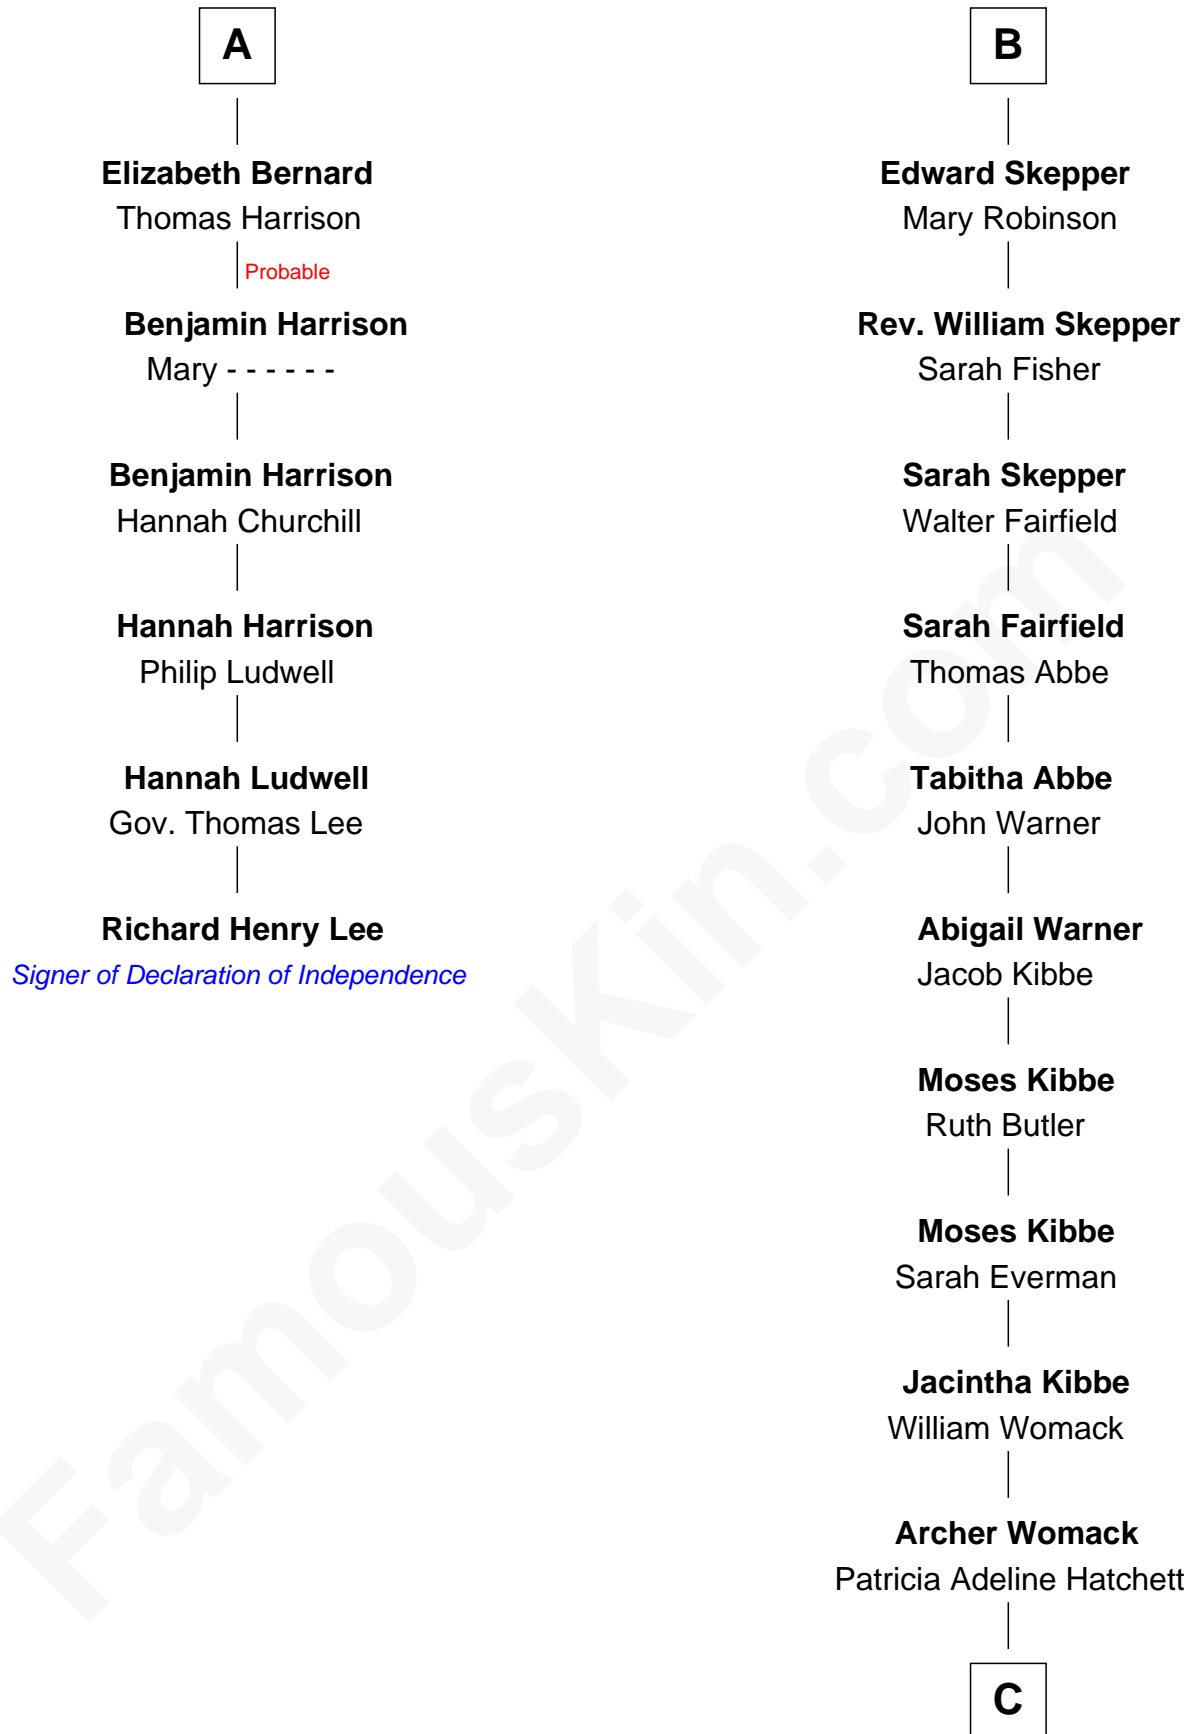 A
Elizabeth Bernard
Thomas Harrison
Probable
Benjamin Harrison
Mary - - - - - -
Benjamin Harrison
Hannah Churchill
Hannah Harrison
Philip Ludwell
Hannah Ludwell
Gov. Thomas Lee
Richard Henry Lee
Signer of Declaration of Independence
B
Edward Skepper
Mary Robinson
Rev. William Skepper
Sarah Fisher
Sarah Skepper
Walter Fairfield
Sarah Fairfield
Thomas Abbe
Tabitha Abbe
John Warner
Abigail Warner
Jacob Kibbe
Moses Kibbe
Ruth Butler
Moses Kibbe
Sarah Everman
Jacintha Kibbe
William Womack
Archer Womack
Patricia Adeline Hatchett
C
FamousKin.com